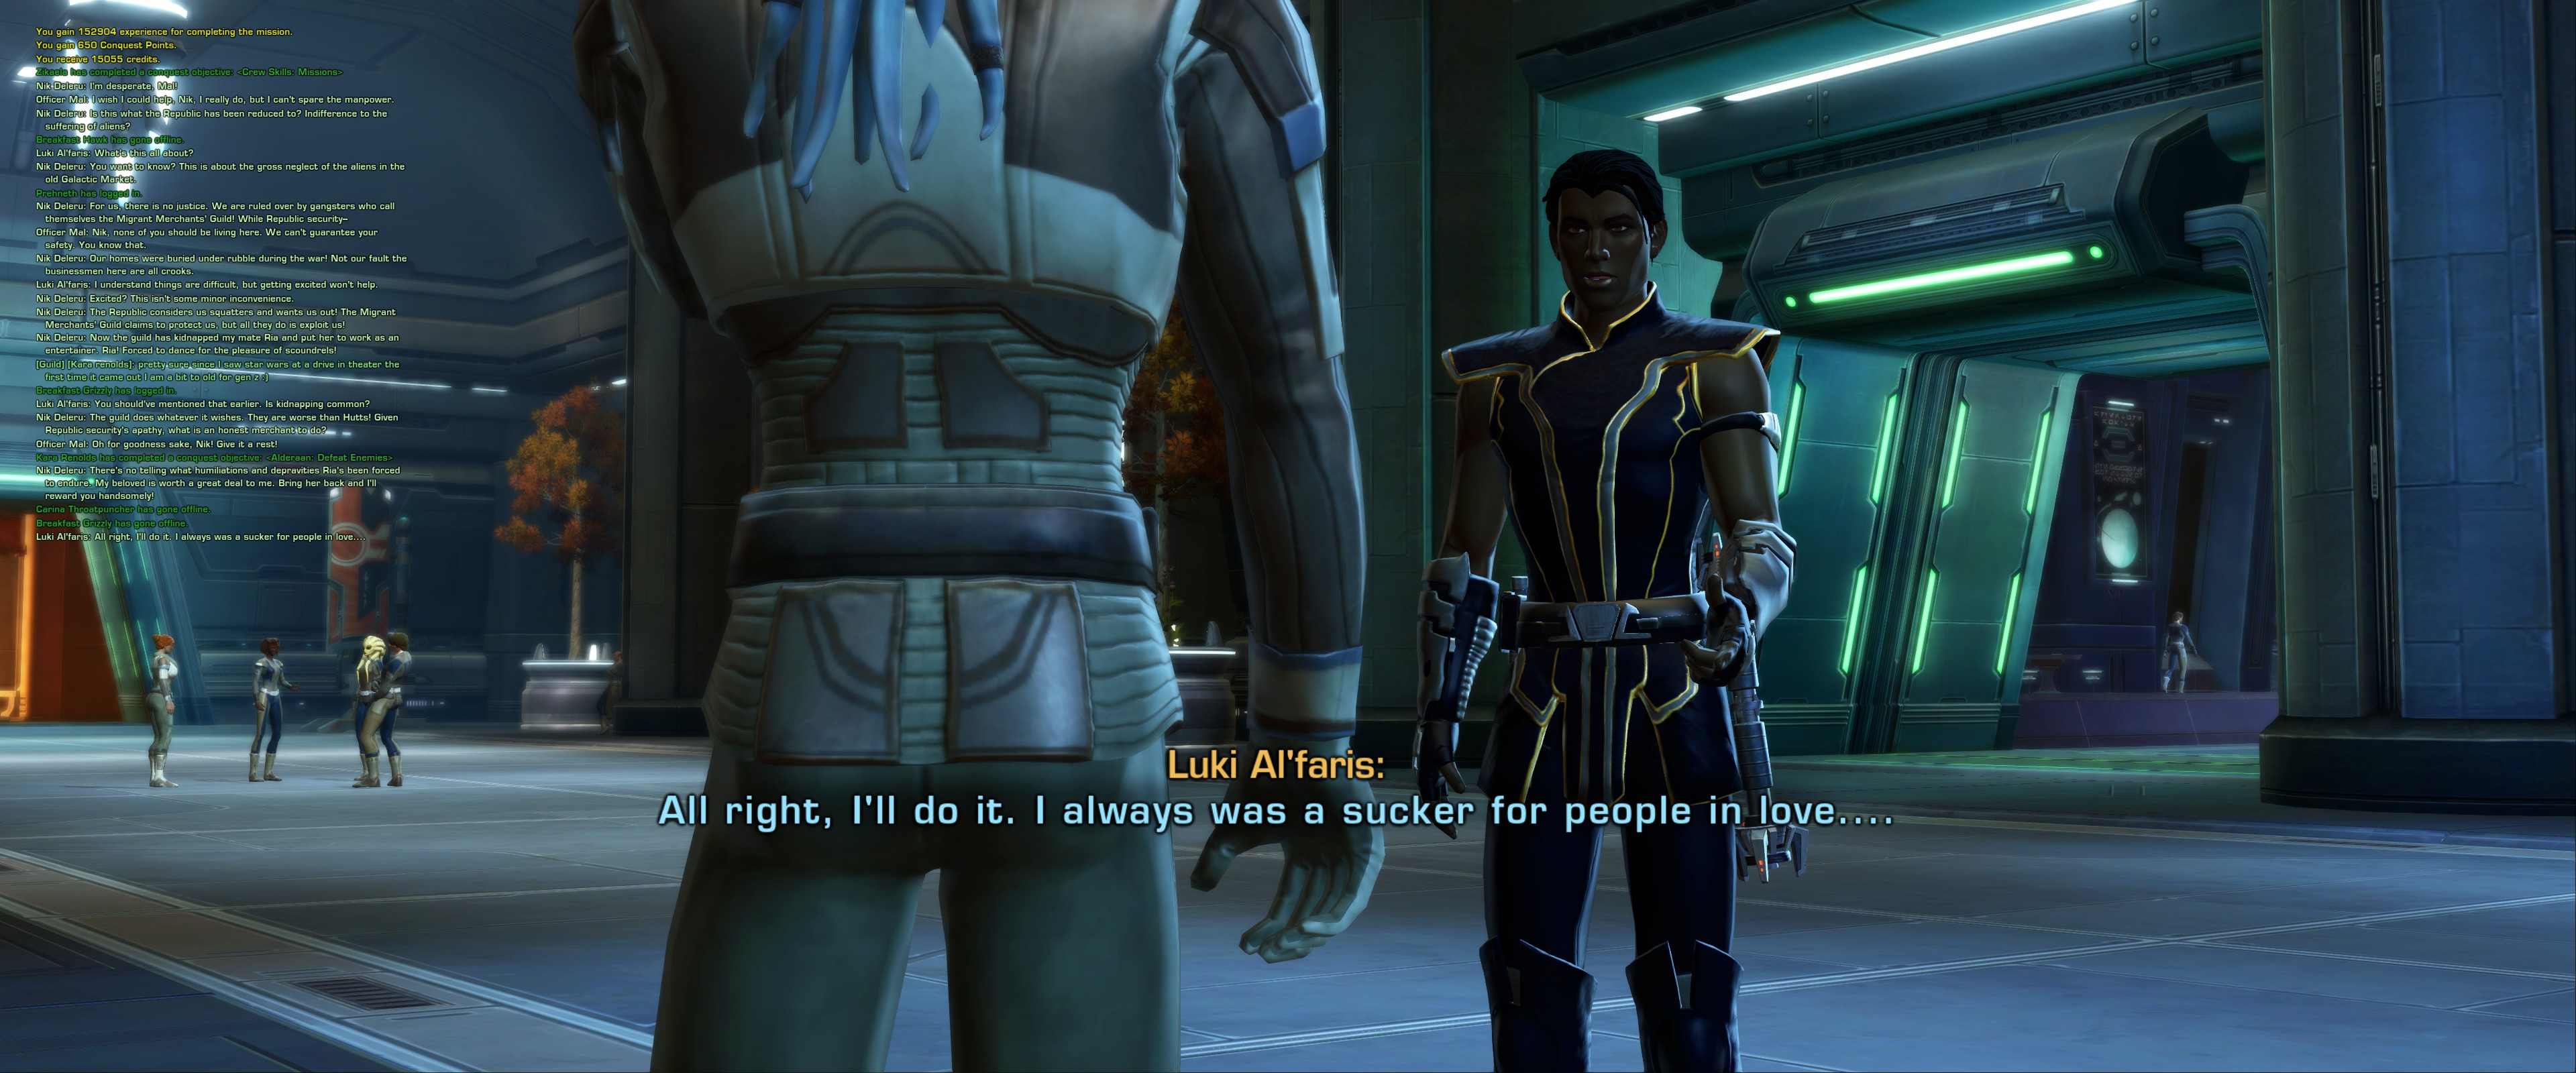 You gain 152904 experience for completing the mission.
You gain 650 Conquest Points.
You receive 15055 credits.
Zikaela has completed a conquest objective: <Crew Skills: Missions>
Nik Deleru: I'm desperate, Mal!
Officer Mal: I wish I could help, Nik, I really do, but I can't spare the manpower.
Nik Deleru: Is this what the Republic has been reduced to? Indifference to the
suffering of aliens?
Breakfast Hawk has gone offline.
Luki Al'faris: What's this all about?
Nik Deleru: You want to know? This is about the gross neglect of the aliens in the
old Galactic Market.
Prehneth has logged in.
Nik Deleru: For us, there is no justice. We are ruled over by gangsters who call
themselves the Migrant Merchants' Guild! While Republic security—
Officer Mal: Nik, none of you should be living here. We can't guarantee your
safety. You know that.
Nik Deleru: Our homes were buried under rubble during the war! Not our fault the
businessmen here are all crooks.
Luki Al'faris: I understand things are difficult, but getting excited won't help.
Nik Deleru: Excited? This isn't some minor inconvenience.
Nik Deleru: The Republic considers us squatters and wants us out! The Migrant
Merchants' Guild claims to protect us, but all they do is exploit us!
Nik Deleru: Now the guild has kidnapped my mate Ria and put her to work as an
entertainer. Ria! Forced to dance for the pleasure of scoundrels!
[Guild] [Kara renolds]: pretty sure since I saw star wars at a drive in theater the
first time it came out I am a bit to old for gen z :)
Breakfast Grizzly has logged in.
Luki Al'faris: You should've mentioned that earlier. Is kidnapping common?
Nik Deleru: The guild does whatever it wishes. They are worse than Hutts! Given
Republic security's apathy, what is an honest merchant to do?
Officer Mal: Oh for goodness sake, Nik! Give it a rest!
Kara Renolds has completed a conquest objective: <Alderaan: Defeat Enemies>
Nik Deleru: There's no telling what humiliations and depravities Ria's been forced
to endure. My beloved is worth a great deal to me. Bring her back and I'll
reward you handsomely!
Carina Throatpuncher has gone offline.
Breakfast Grizzly has gone offline.
Luki Al'faris: All right, I'll do it. I always was a sucker for people in love....
Luki Al'faris:
All right, I'll do it. I always was a sucker for people in love....